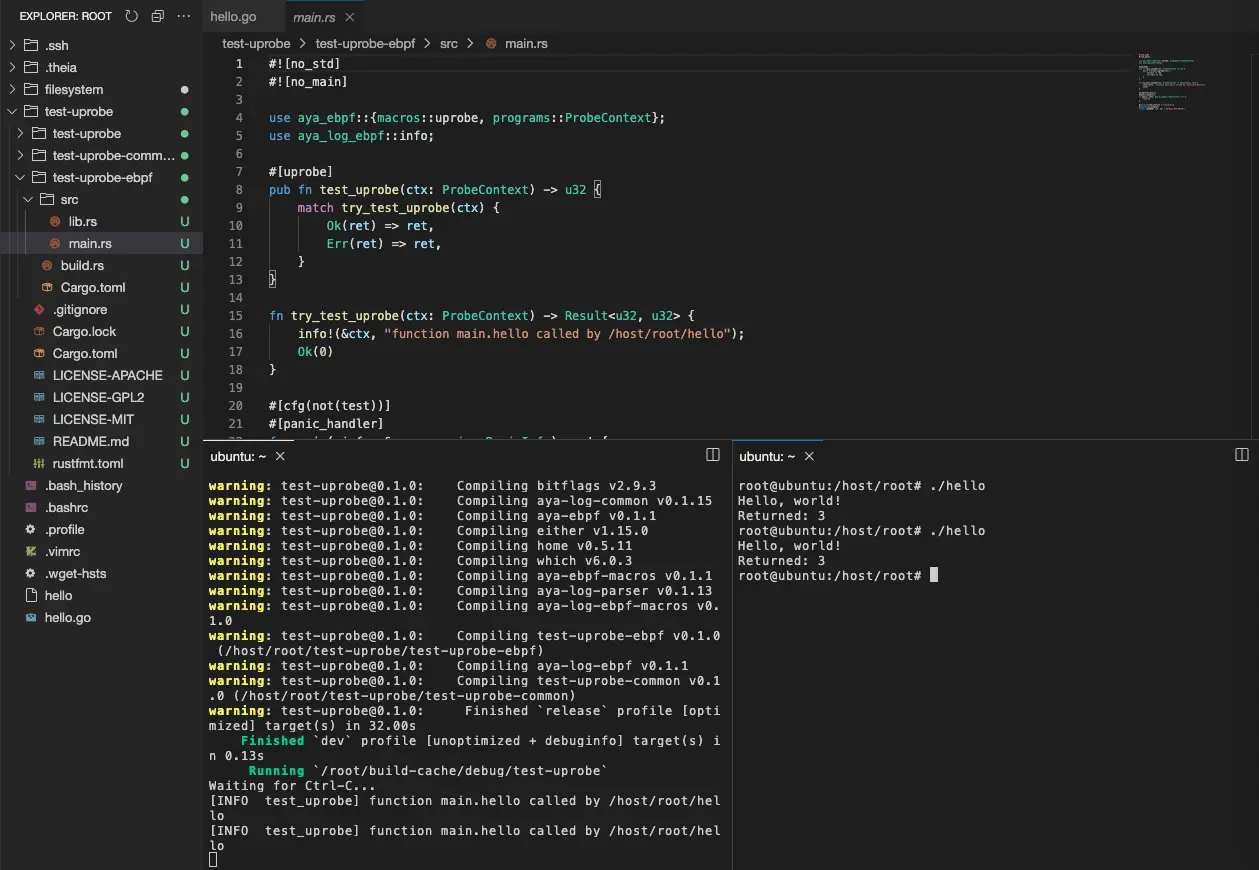 EXPLORER: ROOT
.ssh
.theia
filesystem
test-uprobe
test-uprobe
test-uprobe-comm...
test-uprobe-ebpf
src
lib.rs U
main.rs U
build.rs U
Cargo.toml U
.gitignore U
Cargo.lock U
Cargo.toml U
LICENSE-APACHE U
LICENSE-GPL2 U
LICENSE-MIT U
README.md U
rustfmt.toml U
.bash_history
.bashrc
.profile
.vimrc
.wget-hsts
hello
hello.go
hello.go main.rs
test-uprobe > test-uprobe-ebpf > src > main.rs
1 #![no_std]
2 #![no_main]
3
4 use aya_ebpf::{macros::uprobe, programs::ProbeContext};
5 use aya_log_ebpf::info;
6
7 #[uprobe]
8 pub fn test_uprobe(ctx: ProbeContext) -> u32 {
9 match try_test_uprobe(ctx) {
10 Ok(ret) => ret,
11 Err(ret) => ret,
12 }
13 }
14
15 fn try_test_uprobe(ctx: ProbeContext) -> Result<u32, u32> {
16 info!(&ctx, "function main.hello called by /host/root/hello");
17 Ok(0)
18 }
19
20 #[cfg(not(test))]
21 #[panic_handler]
ubuntu: ~
warning: test-uprobe@0.1.0: Compiling bitflags v2.9.3
warning: test-uprobe@0.1.0: Compiling aya-log-common v0.1.15
warning: test-uprobe@0.1.0: Compiling aya-ebpf v0.1.1
warning: test-uprobe@0.1.0: Compiling either v1.15.0
warning: test-uprobe@0.1.0: Compiling home v0.5.11
warning: test-uprobe@0.1.0: Compiling which v6.0.3
warning: test-uprobe@0.1.0: Compiling aya-ebpf-macros v0.1.1
warning: test-uprobe@0.1.0: Compiling aya-log-parser v0.1.13
warning: test-uprobe@0.1.0: Compiling aya-log-ebpf-macros v0.
1.0
warning: test-uprobe@0.1.0: Compiling test-uprobe-ebpf v0.1.0
(/host/root/test-uprobe/test-uprobe-ebpf)
warning: test-uprobe@0.1.0: Compiling aya-log-ebpf v0.1.1
warning: test-uprobe@0.1.0: Compiling test-uprobe-common v0.1
.0 (/host/root/test-uprobe/test-uprobe-common)
warning: test-uprobe@0.1.0: Finished `release` profile [opti
mized] target(s) in 32.00s
Finished `dev` profile [unoptimized + debuginfo] target(s) i
n 0.13s
Running `/root/build-cache/debug/test-uprobe`
Waiting for Ctrl-C...
[INFO  test_uprobe] function main.hello called by /host/root/hel
lo
[INFO  test_uprobe] function main.hello called by /host/root/hel
lo
ubuntu: ~
root@ubuntu:/host/root# ./hello
Hello, world!
Returned: 3
root@ubuntu:/host/root# ./hello
Hello, world!
Returned: 3
root@ubuntu:/host/root#